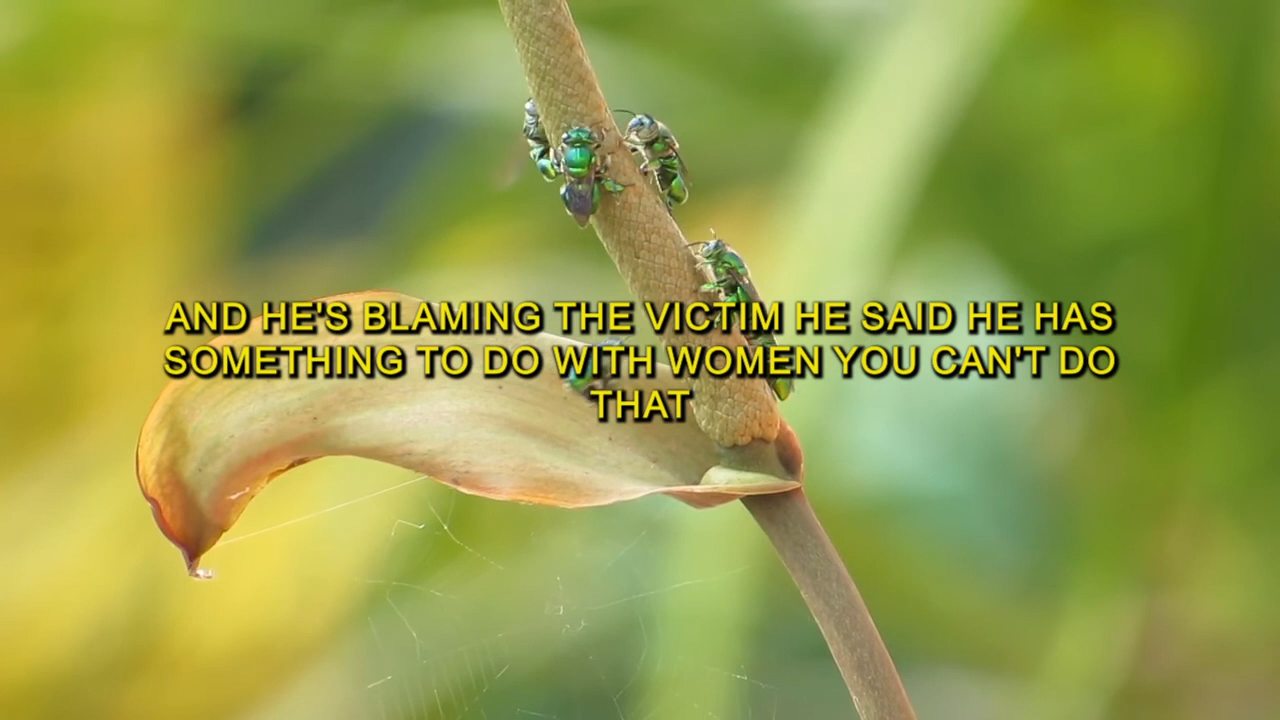 AND HE'S BLAMING THE VICTIM HE SAID HE HAS
SOMETHING TO DO WITH WOMEN YOU CAN'T DO
THAT